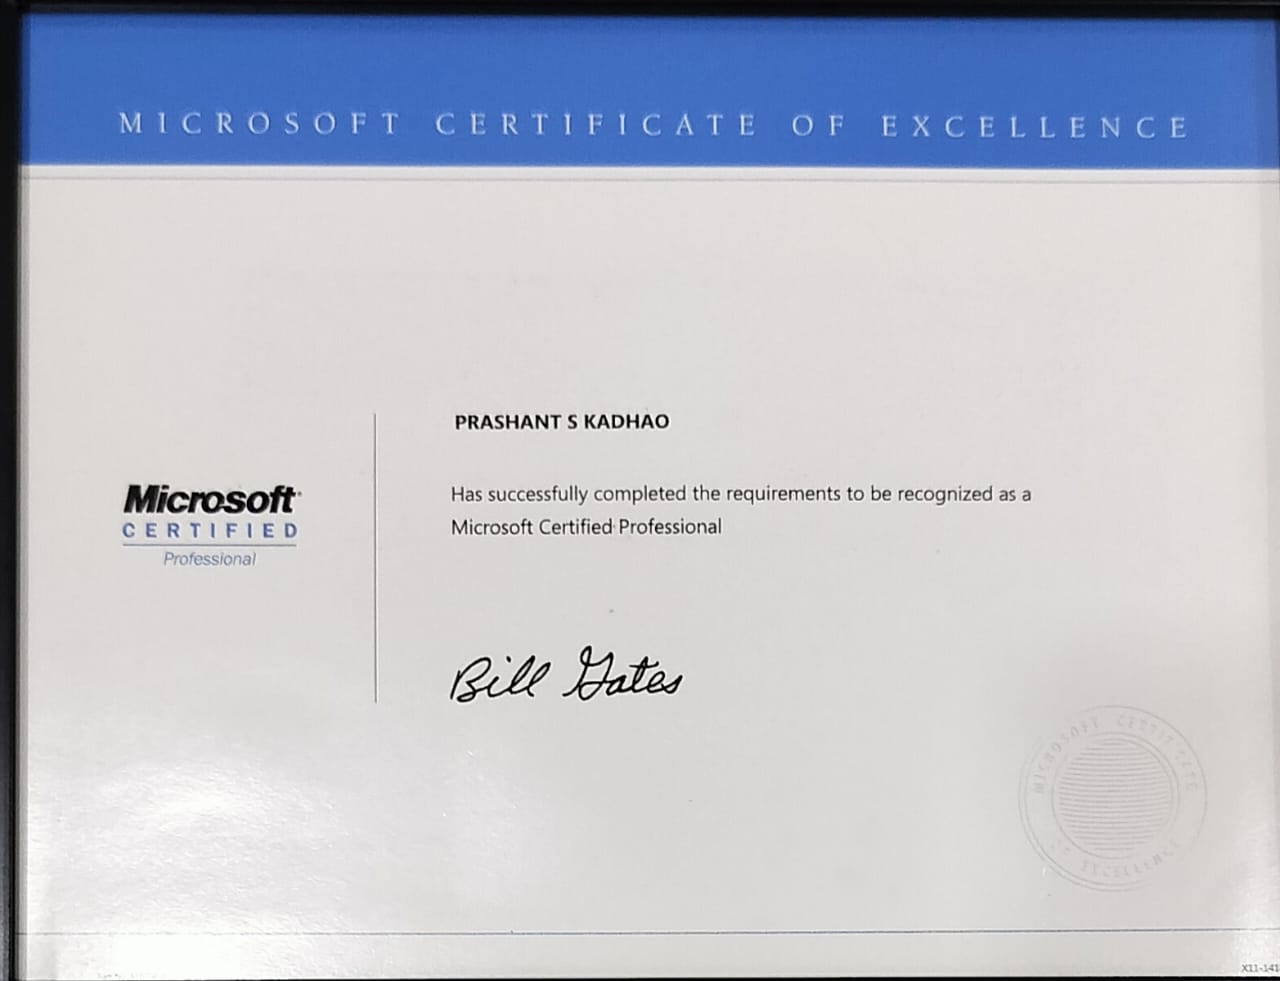 MICROSOFT CERTIFICATE OF EXCELLENCE
PRASHANT S KADHAO
Has successfully completed the requirements to be recognized as a
Microsoft Certified Professional
Microsoft
CERTIFIED
Professional
Bill Gates
MICROSOFT CERTIFICATE
OF EXCELLENCE
X11-141